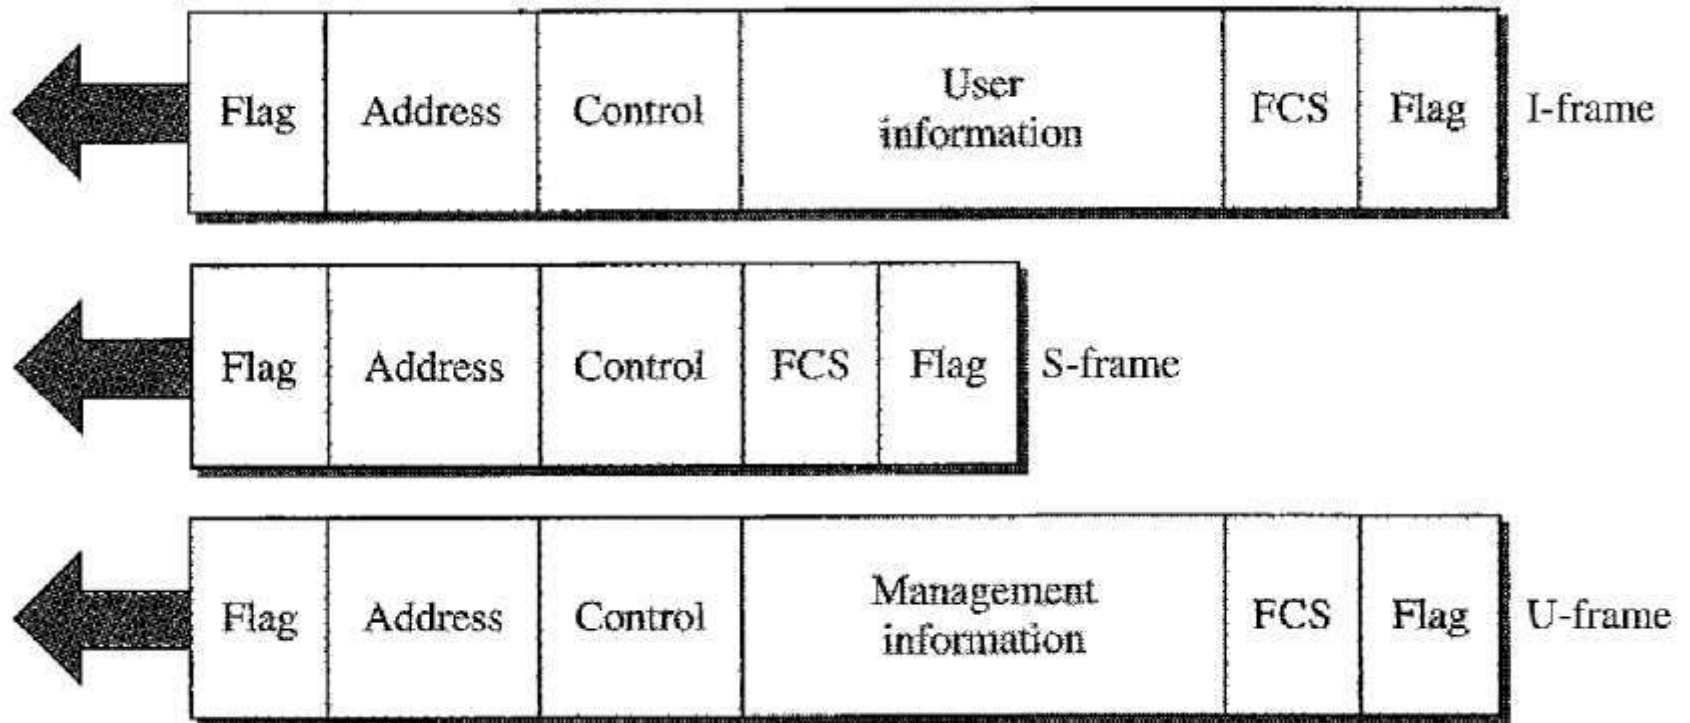 Flag Address Control User information FCS Flag I-frame
Flag Address Control FCS Flag S-frame
Flag Address Control Management information FCS Flag U-frame